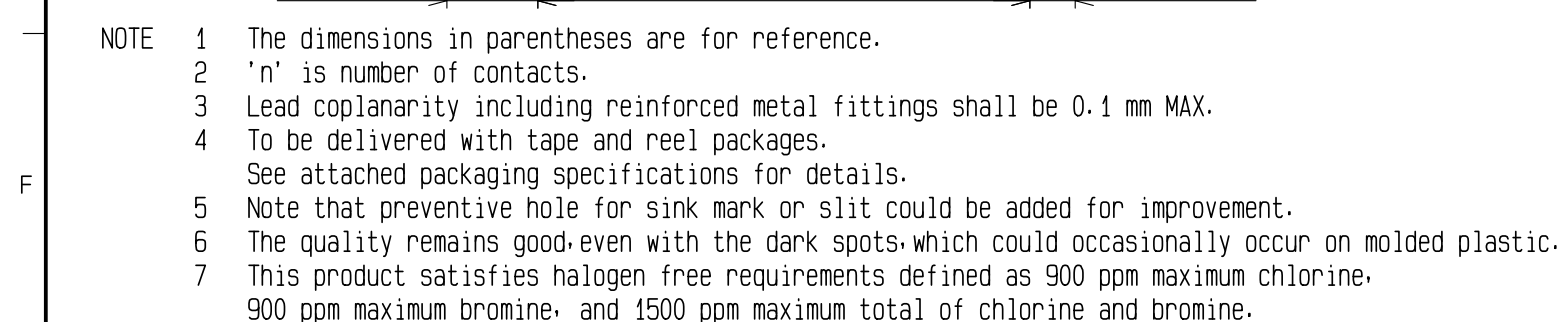 NOTE 1 The dimensions in parentheses are for reference.
2 'n' is number of contacts.
3 Lead coplanarity including reinforced metal fittings shall be 0.1 mm MAX.
4 To be delivered with tape and reel packages.
See attached packaging specifications for details.
F
5 Note that preventive hole for sink mark or slit could be added for improvement.
6 The quality remains good, even with the dark spots, which could occasionally occur on molded plastic.
7 This product satisfies halogen free requirements defined as 900 ppm maximum chlorine,
900 ppm maximum bromine, and 1500 ppm maximum total of chlorine and bromine.